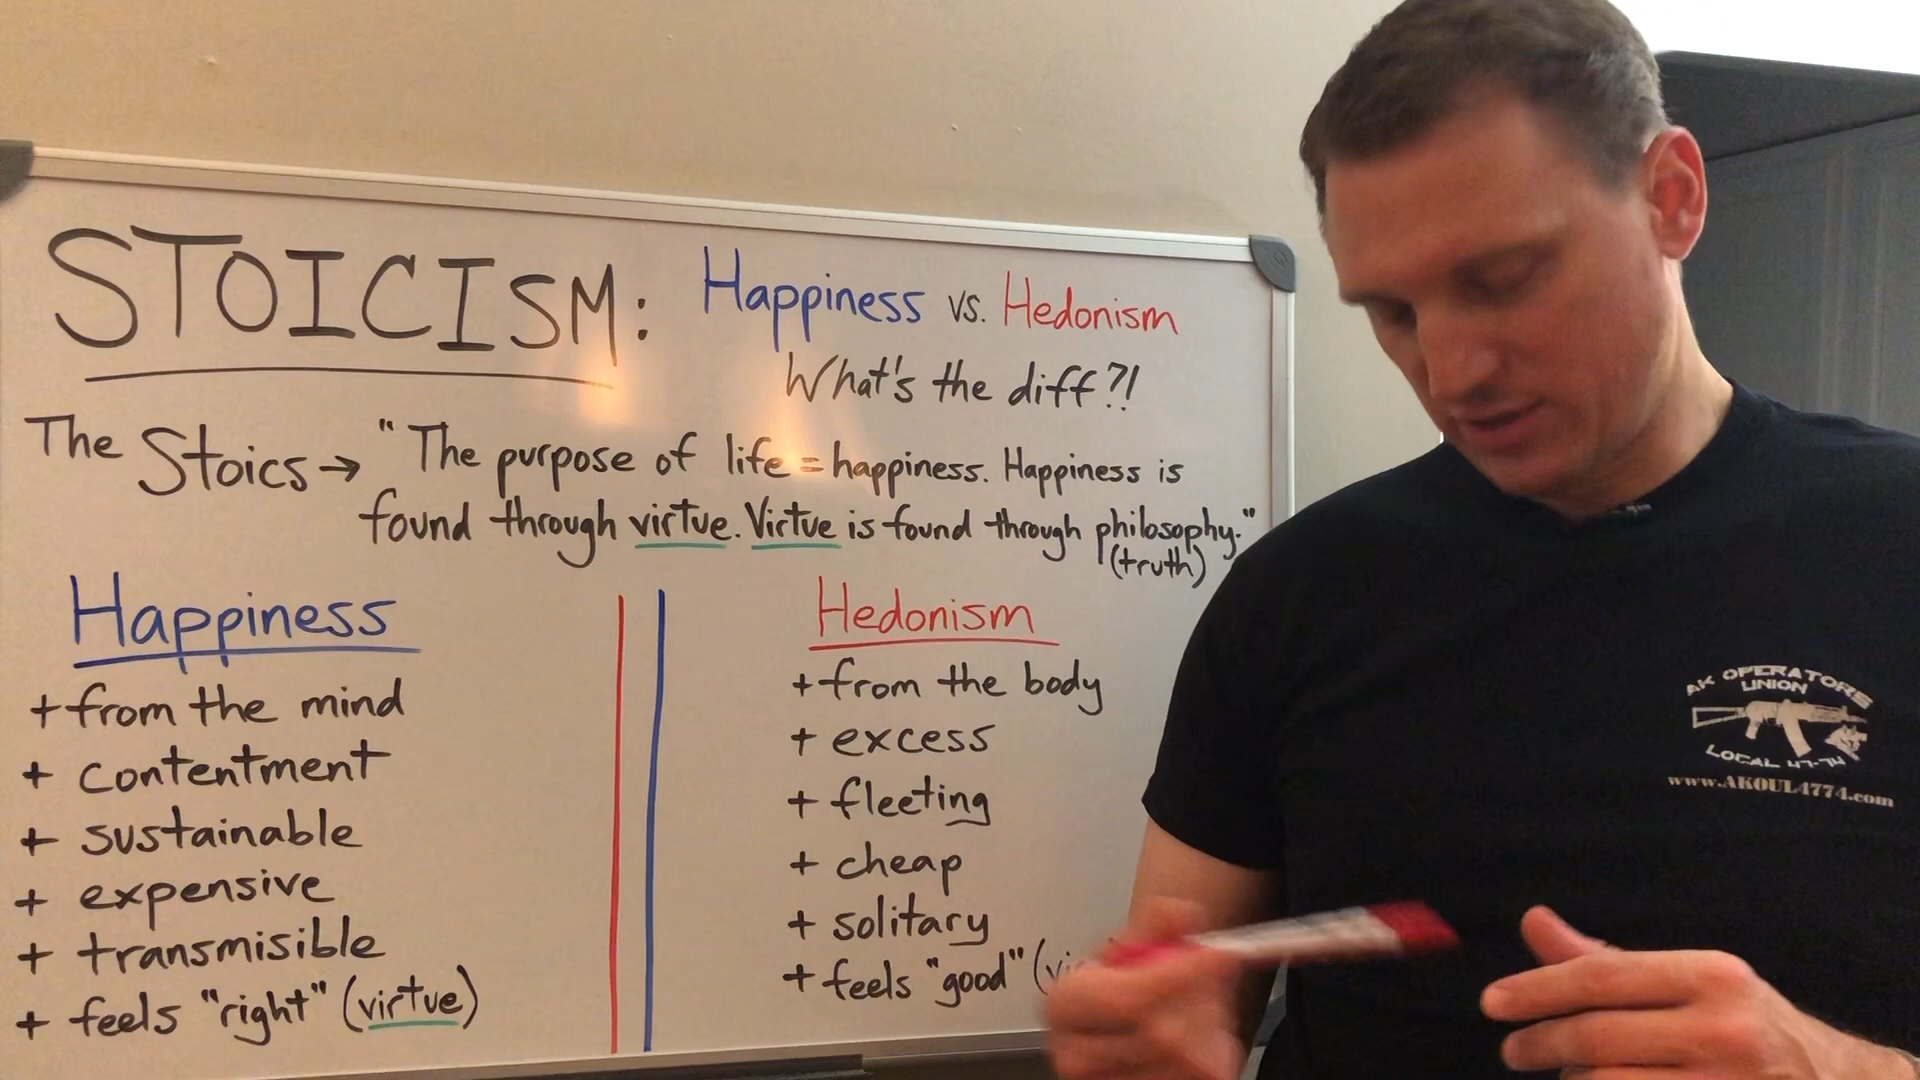 STOICISM:
Happiness vs. Hedonism
What's the diff?!
The Stoics → "The purpose of life = happiness. Happiness is
found through virtue. Virtue is found through philosophy."
(truth)
Happiness
+ from the mind
+ contentment
+ sustainable
+ expensive
+ transmisible
+ feels "right" (virtue)
Hedonism
+ from the body
+ excess
+ fleeting
+ cheap
+ solitary
+ feels "good"
AK OPERATORS
UNION
LOCAL 47-74
www.AKOUL4774.com